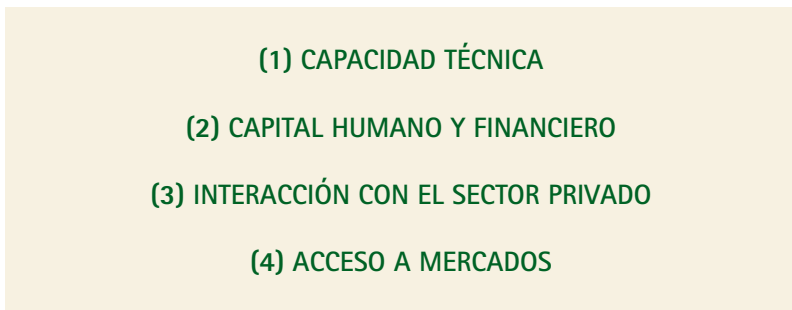 (1) CAPACIDAD TÉCNICA
(2) CAPITAL HUMANO Y FINANCIERO
(3) INTERACCIÓN CON EL SECTOR PRIVADO
(4) ACCESO A MERCADOS